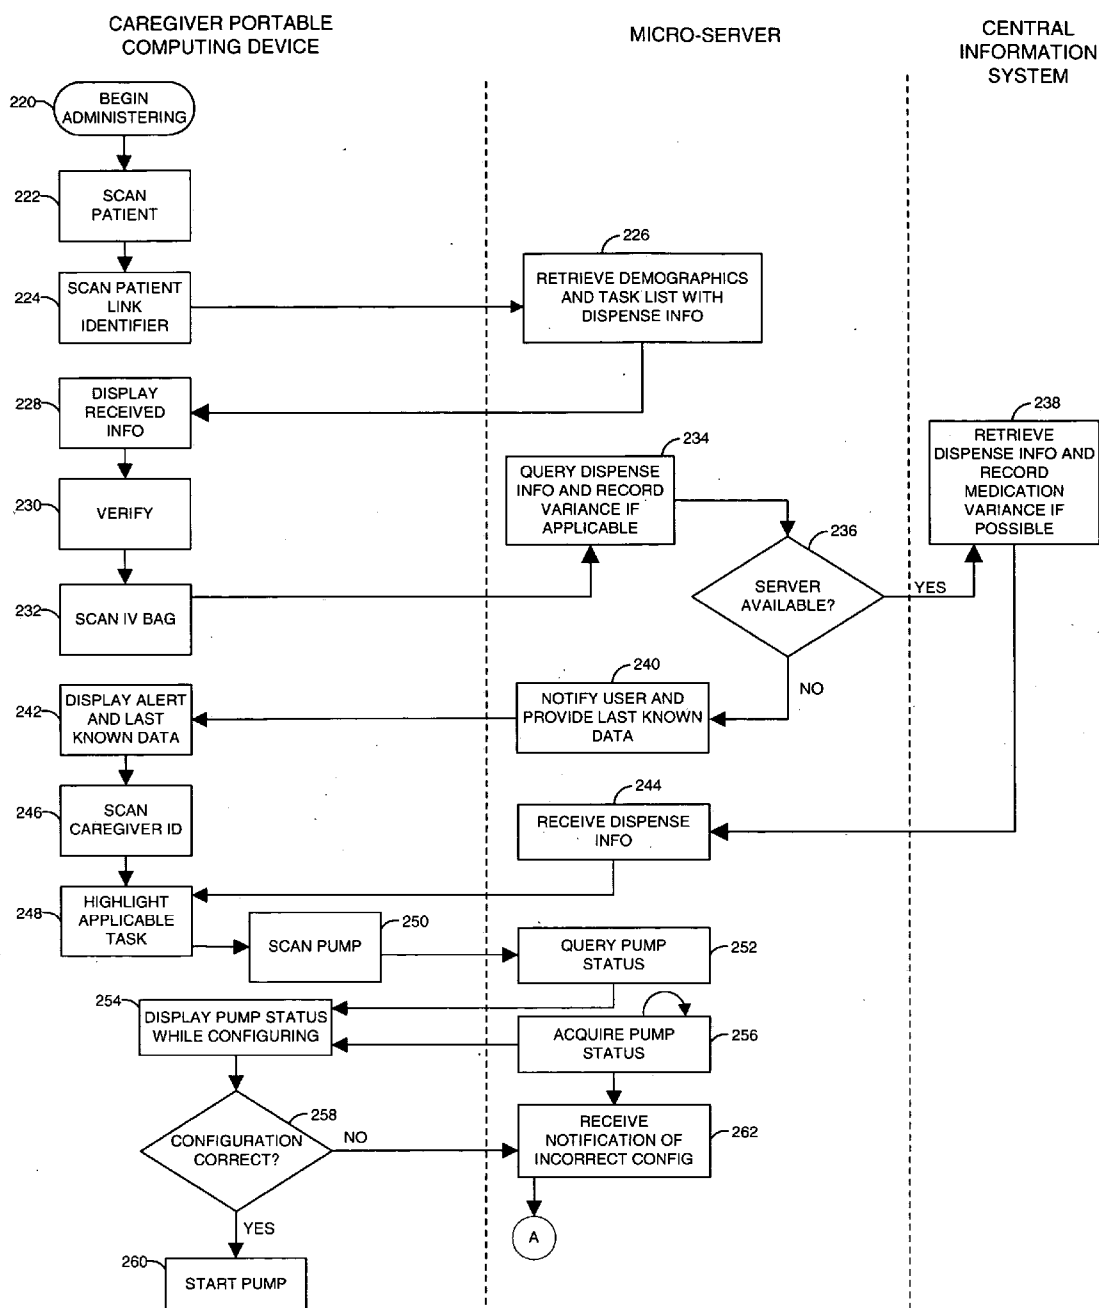 CAREGIVER PORTABLE
COMPUTING DEVICE
MICRO-SERVER
CENTRAL
INFORMATION
SYSTEM
220
BEGIN
ADMINISTERING
222
SCAN
PATIENT
224
SCAN PATIENT
LINK
IDENTIFIER
226
RETRIEVE DEMOGRAPHICS
AND TASK LIST WITH
DISPENSE INFO
228
DISPLAY
RECEIVED
INFO
230
VERIFY
232
SCAN IV BAG
234
QUERY DISPENSE
INFO AND RECORD
VARIANCE IF
APPLICABLE
236
SERVER
AVAILABLE?
YES
NO
238
RETRIEVE
DISPENSE INFO AND
RECORD
MEDICATION
VARIANCE IF
POSSIBLE
240
NOTIFY USER AND
PROVIDE LAST KNOWN
DATA
242
DISPLAY ALERT
AND LAST
KNOWN DATA
244
RECEIVE DISPENSE
INFO
246
SCAN
CAREGIVER ID
248
HIGHLIGHT
APPLICABLE
TASK
250
SCAN PUMP
252
QUERY PUMP
STATUS
254
DISPLAY PUMP STATUS
WHILE CONFIGURING
256
ACQUIRE PUMP
STATUS
258
CONFIGURATION
CORRECT?
NO
YES
262
RECEIVE
NOTIFICATION OF
INCORRECT CONFIG
A
260
START PUMP